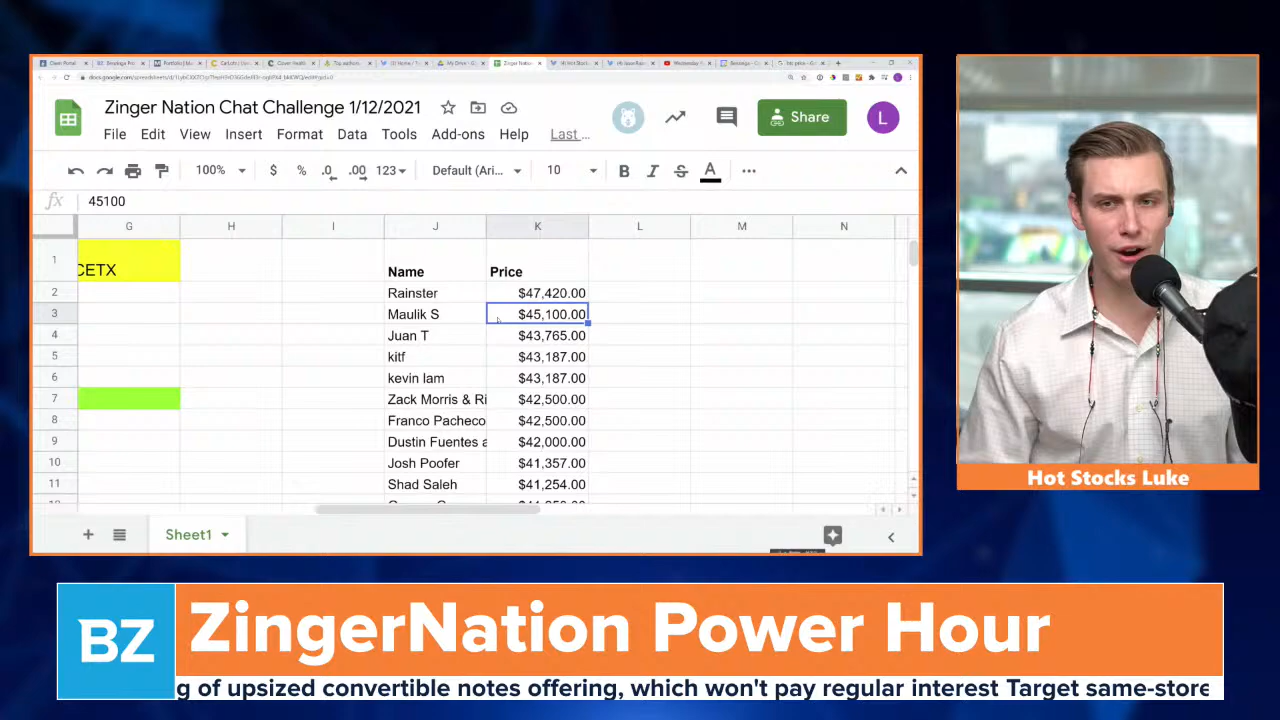 Zinger Nation Chat Challenge 1/12/2021
File Edit View Insert Format Data Tools Add-ons Help Last ...
Share
L
100% $ % .0 .00 123 Default (Ari... 10 B I S A
fx 45100
G H I J K L M N
1 CETX Name Price
2 Rainster $47,420.00
3 Maulik S $45,100.00
4 Juan T $43,765.00
5 kitf $43,187.00
6 kevin lam $43,187.00
7 Zack Morris & Ri $42,500.00
8 Franco Pacheco $42,500.00
9 Dustin Fuentes a $42,000.00
10 Josh Poofer $41,357.00
11 Shad Saleh $41,254.00
Sheet1
Hot Stocks Luke
BZ ZingerNation Power Hour
g of upsized convertible notes offering, which won't pay regular interest Target same-store